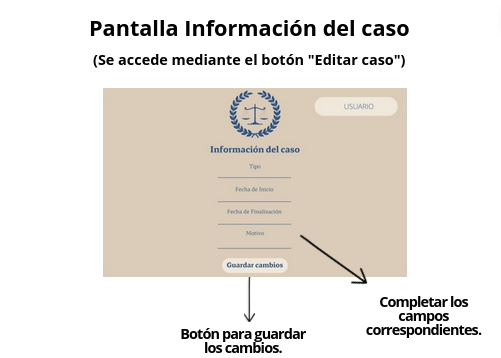 Pantalla Información del caso
(Se accede mediante el botón "Editar caso")
USUARIO
Información del caso
Tipo
Fecha de Inicio
Fecha de Finalización
Motivo
Guardar cambios
Completar los
campos
correspondientes.
Botón para guardar
los cambios.